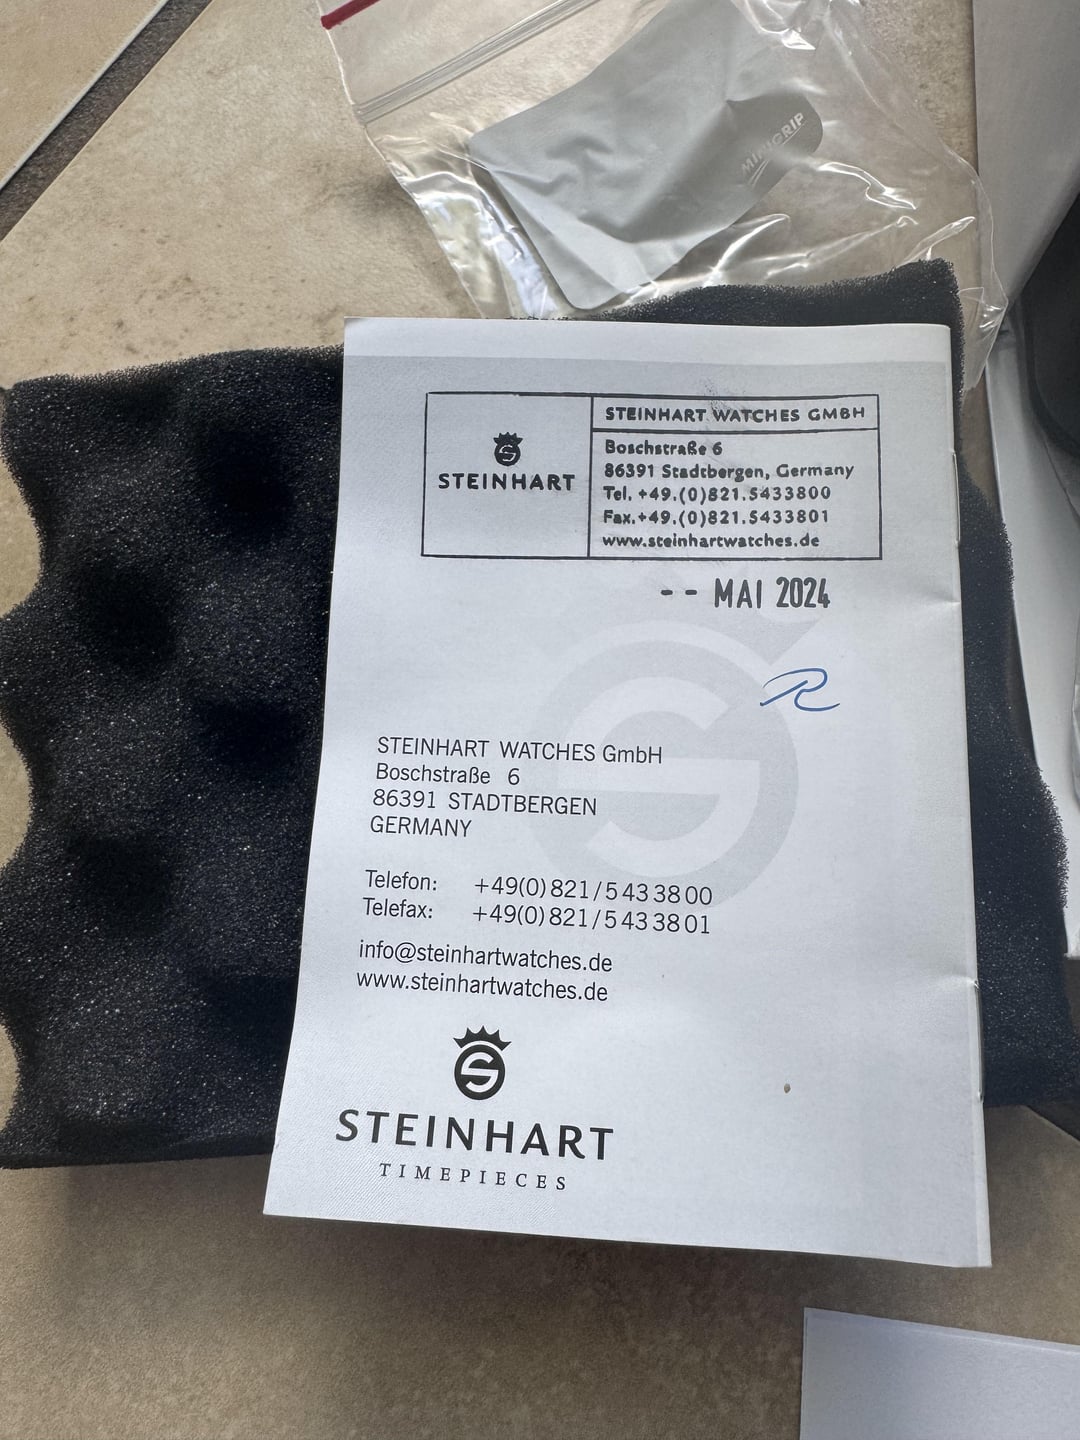 MINIGRIP
STEINHART
STEINHART WATCHES GMBH
Boschstraße 6
86391 Stadtbergen, Germany
Tel. +49.(0)821.5433800
Fax.+49.(0)821.5433801
www.steinhartwatches.de
-- MAI 2024
STEINHART WATCHES GmbH
Boschstraße 6
86391 STADTBERGEN
GERMANY
Telefon: +49(0)821/5433800
Telefax: +49(0)821/5433801
info@steinhartwatches.de
www.steinhartwatches.de
STEINHART
TIMEPIECES